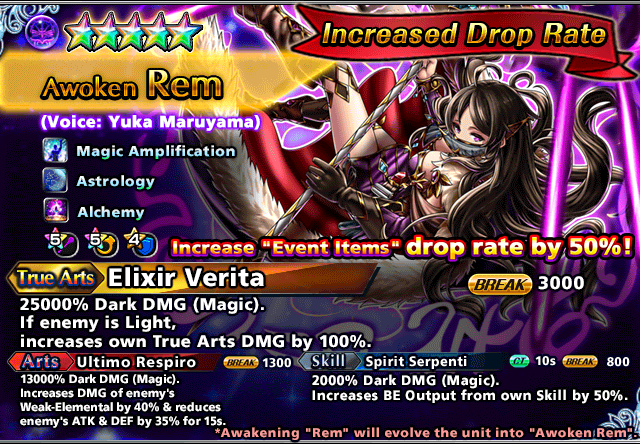 Increased Drop Rate
Awoken Rem
(Voice: Yuka Maruyama)
Magic Amplification
Astrology
Alchemy
5 5 4
Increase "Event Items" drop rate by 50%!
True Arts Elixir Verita BREAK 3000
25000% Dark DMG (Magic).
If enemy is Light,
increases own True Arts DMG by 100%.
Arts Ultimo Respiro BREAK 1300
13000% Dark DMG (Magic).
Increases DMG of enemy's
Weak-Elemental by 40% & reduces
enemy's ATK & DEF by 35% for 15s.
Skill Spirit Serpenti CT 10s BREAK 800
2000% Dark DMG (Magic).
Increases BE Output from own Skill by 50%.
*Awakening "Rem" will evolve the unit into "Awoken Rem".